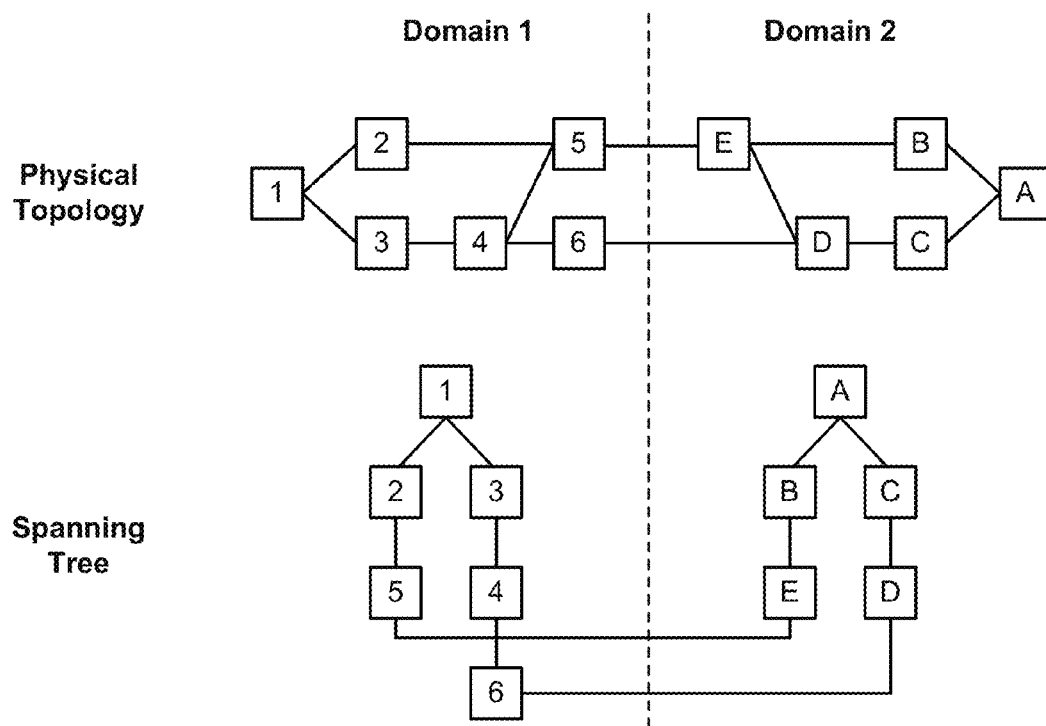 Domain 1
Domain 2
2
5
E
B
Physical
Topology
1
A
3
4
6
D
C
1
A
2
3
B
C
Spanning
Tree
5
4
E
D
6